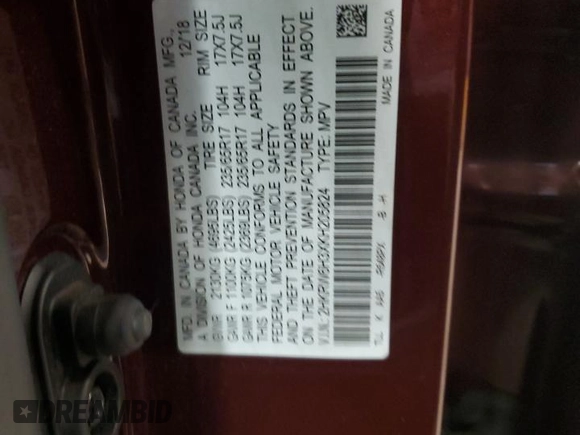 MFD. IN CANADA BY HONDA OF CANADA MFG.,
A DIVISION OF HONDA CANADA INC. 12/18
TIRE SIZE RIM SIZE
GVWR 2130KG (4695LBS)
GAWR F 1100KG (2425LBS) 235/65R17 104H 17X7.5J
GAWR R 1075KG (2369LBS) 235/65R17 104H 17X7.5J
THIS VEHICLE CONFORMS TO ALL APPLICABLE
FEDERAL MOTOR VEHICLE SAFETY
AND THEFT PREVENTION STANDARDS IN EFFECT
ON THE DATE OF MANUFACTURE SHOWN ABOVE.
V.I.N.: TYPE: MPV
MADE IN CANADA
DREAMBID